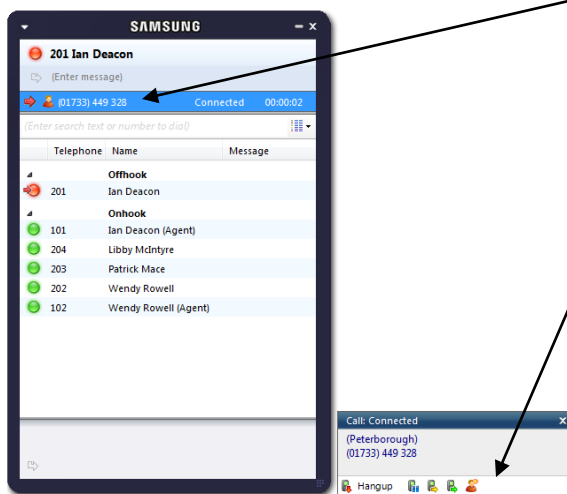 SAMSUNG
201 Ian Deacon
(Enter message)
(01733) 449 328 Connected 00:00:02
(Enter search text or number to dial)
Telephone Name Message
Offhook
201 Ian Deacon
Onhook
101 Ian Deacon (Agent)
204 Libby McIntyre
203 Patrick Mace
202 Wendy Rowell
102 Wendy Rowell (Agent)
Call: Connected
(Peterborough)
(01733) 449 328
Hangup